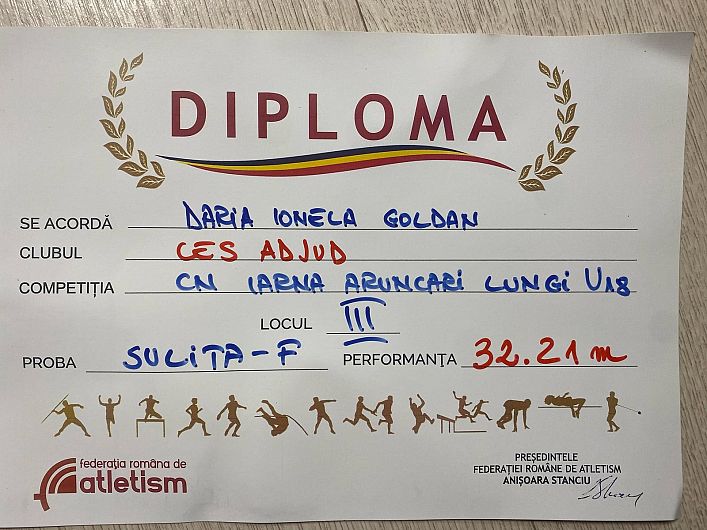 DIPLOMA
SE ACORDĂ DARIA IONELA GOLDAN
CLUBUL CES ADJUD
COMPETIȚIA CN IARNA ARUNCARI LUNGI U18
LOCUL III
PROBA SULIȚA-F PERFORMANȚA 32.21 m
federația română de
atletism
PREȘEDINTELE
FEDERAȚIEI ROMÂNE DE ATLETISM
ANIȘOARA STANCIU